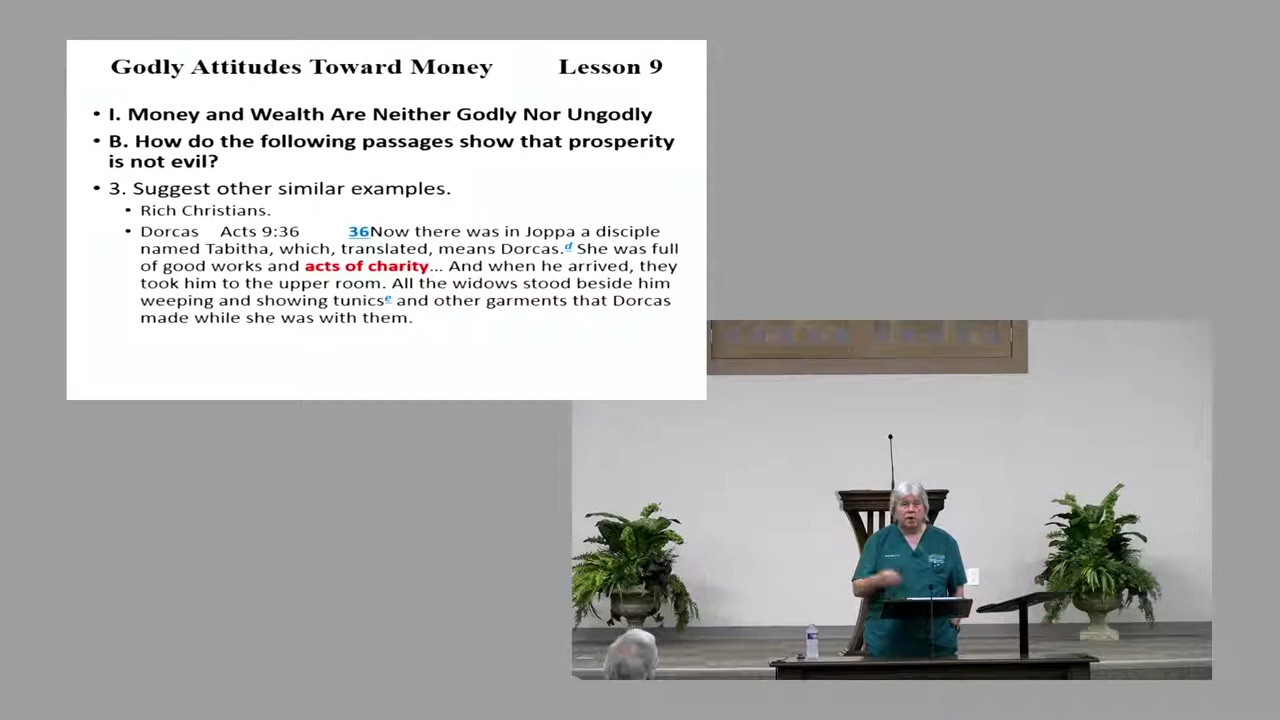 Godly Attitudes Toward Money Lesson 9
• I. Money and Wealth Are Neither Godly Nor Ungodly
• B. How do the following passages show that prosperity
is not evil?
• 3. Suggest other similar examples.
• Rich Christians.
• Dorcas Acts 9:36 36Now there was in Joppa a disciple
named Tabitha, which, translated, means Dorcas.d She was full
of good works and acts of charity... And when he arrived, they
took him to the upper room. All the widows stood beside him
weeping and showing tunicse and other garments that Dorcas
made while she was with them.